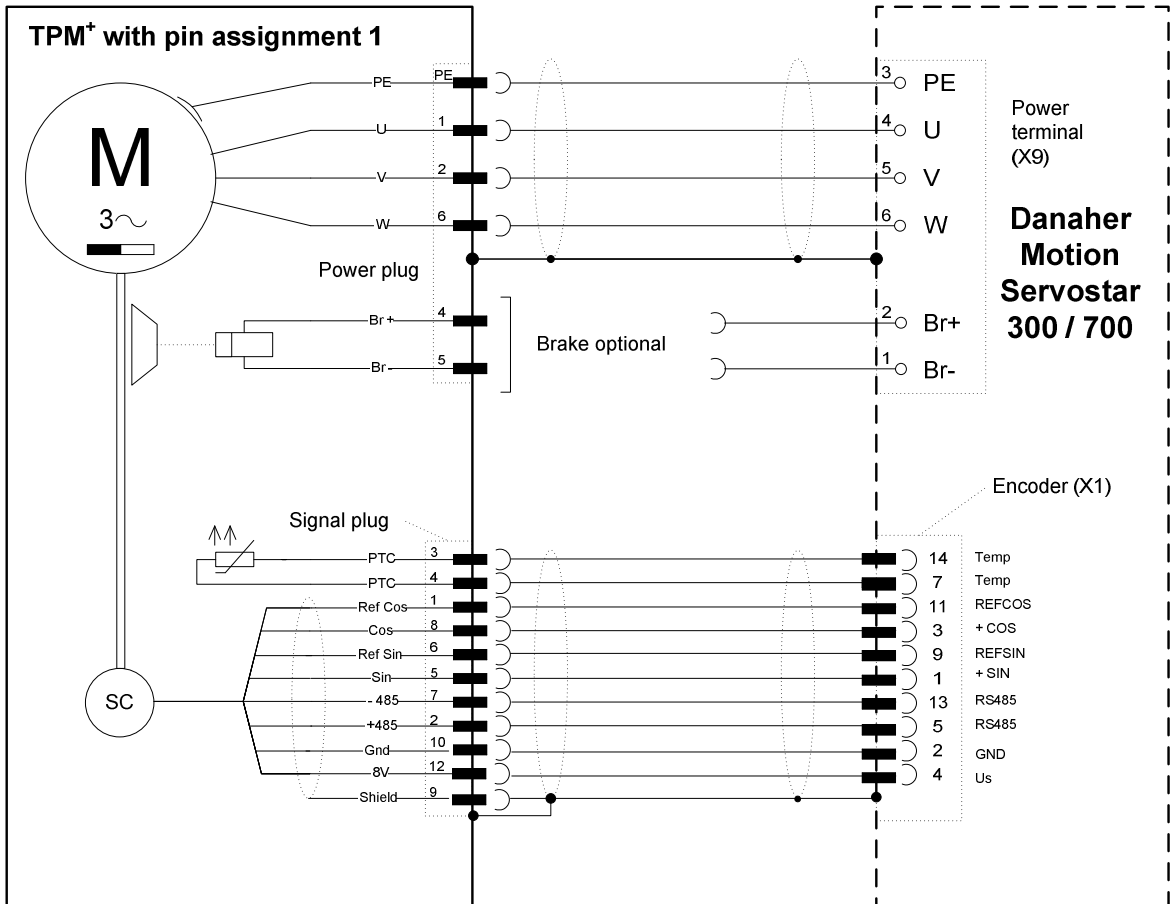 TPM+ with pin assignment 1
M
3
PE PE 3 PE
U 1 4 U
V 2 5 V
W 6 6 W
Power terminal (X9)
Danaher
Motion
Servostar
300 / 700
Power plug
Br+ 4 2 Br+
Br- 5 1 Br-
Brake optional
Encoder (X1)
Signal plug
PTC 3 14 Temp
PTC 4 7 Temp
Ref Cos 1 11 REFCOS
Cos 8 3 + COS
Ref Sin 6 9 REFSIN
Sin 5 1 + SIN
SC
- 485 7 13 RS485
+485 2 5 RS485
Gnd 10 2 GND
8V 12 4 Us
Shield 9